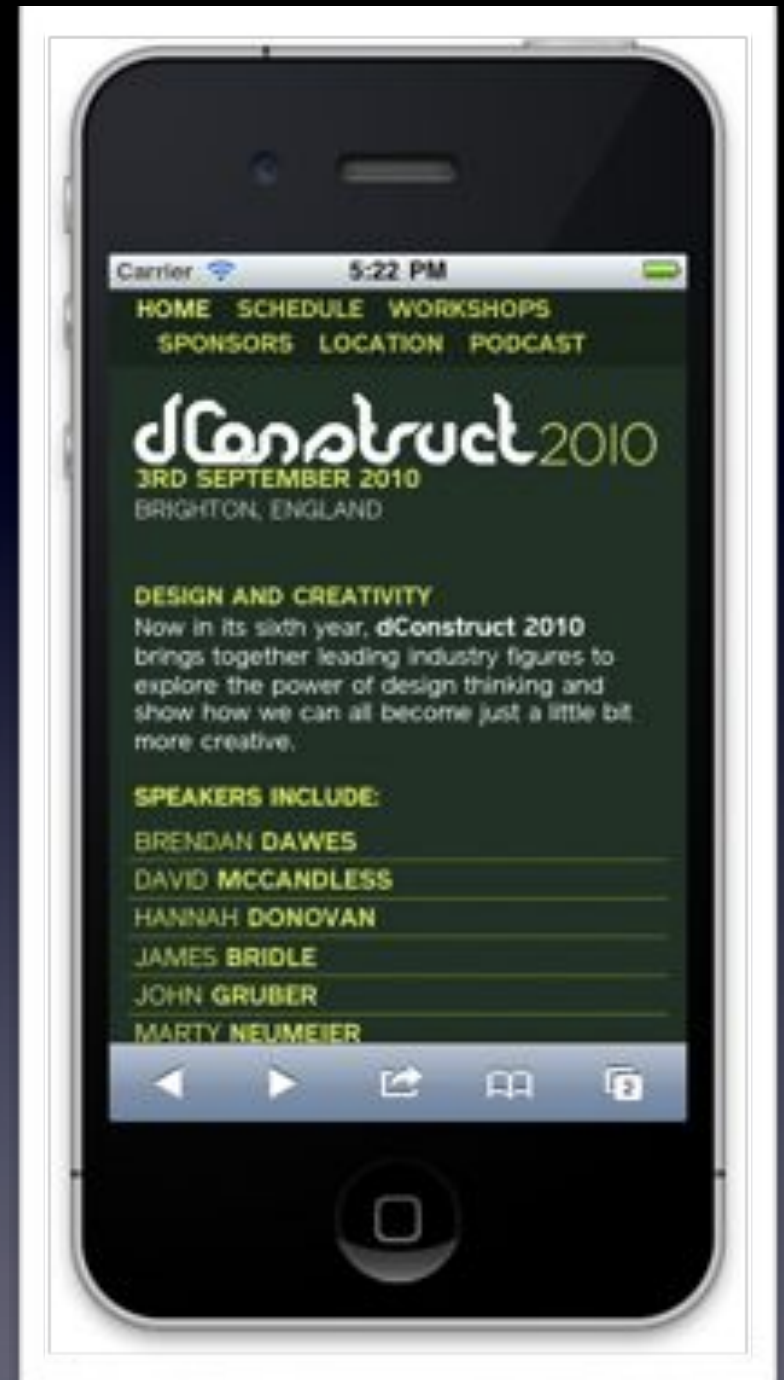 Carrier 5:22 PM
HOME SCHEDULE WORKSHOPS
SPONSORS LOCATION PODCAST
dConstruct 2010
3RD SEPTEMBER 2010
BRIGHTON, ENGLAND
DESIGN AND CREATIVITY
Now in its sixth year, dConstruct 2010
brings together leading industry figures to
explore the power of design thinking and
show how we can all become just a little bit
more creative.
SPEAKERS INCLUDE:
BRENDAN DAWES
DAVID MCCANDLESS
HANNAH DONOVAN
JAMES BRIDLE
JOHN GRUBER
MARTY NEUMEIER
2